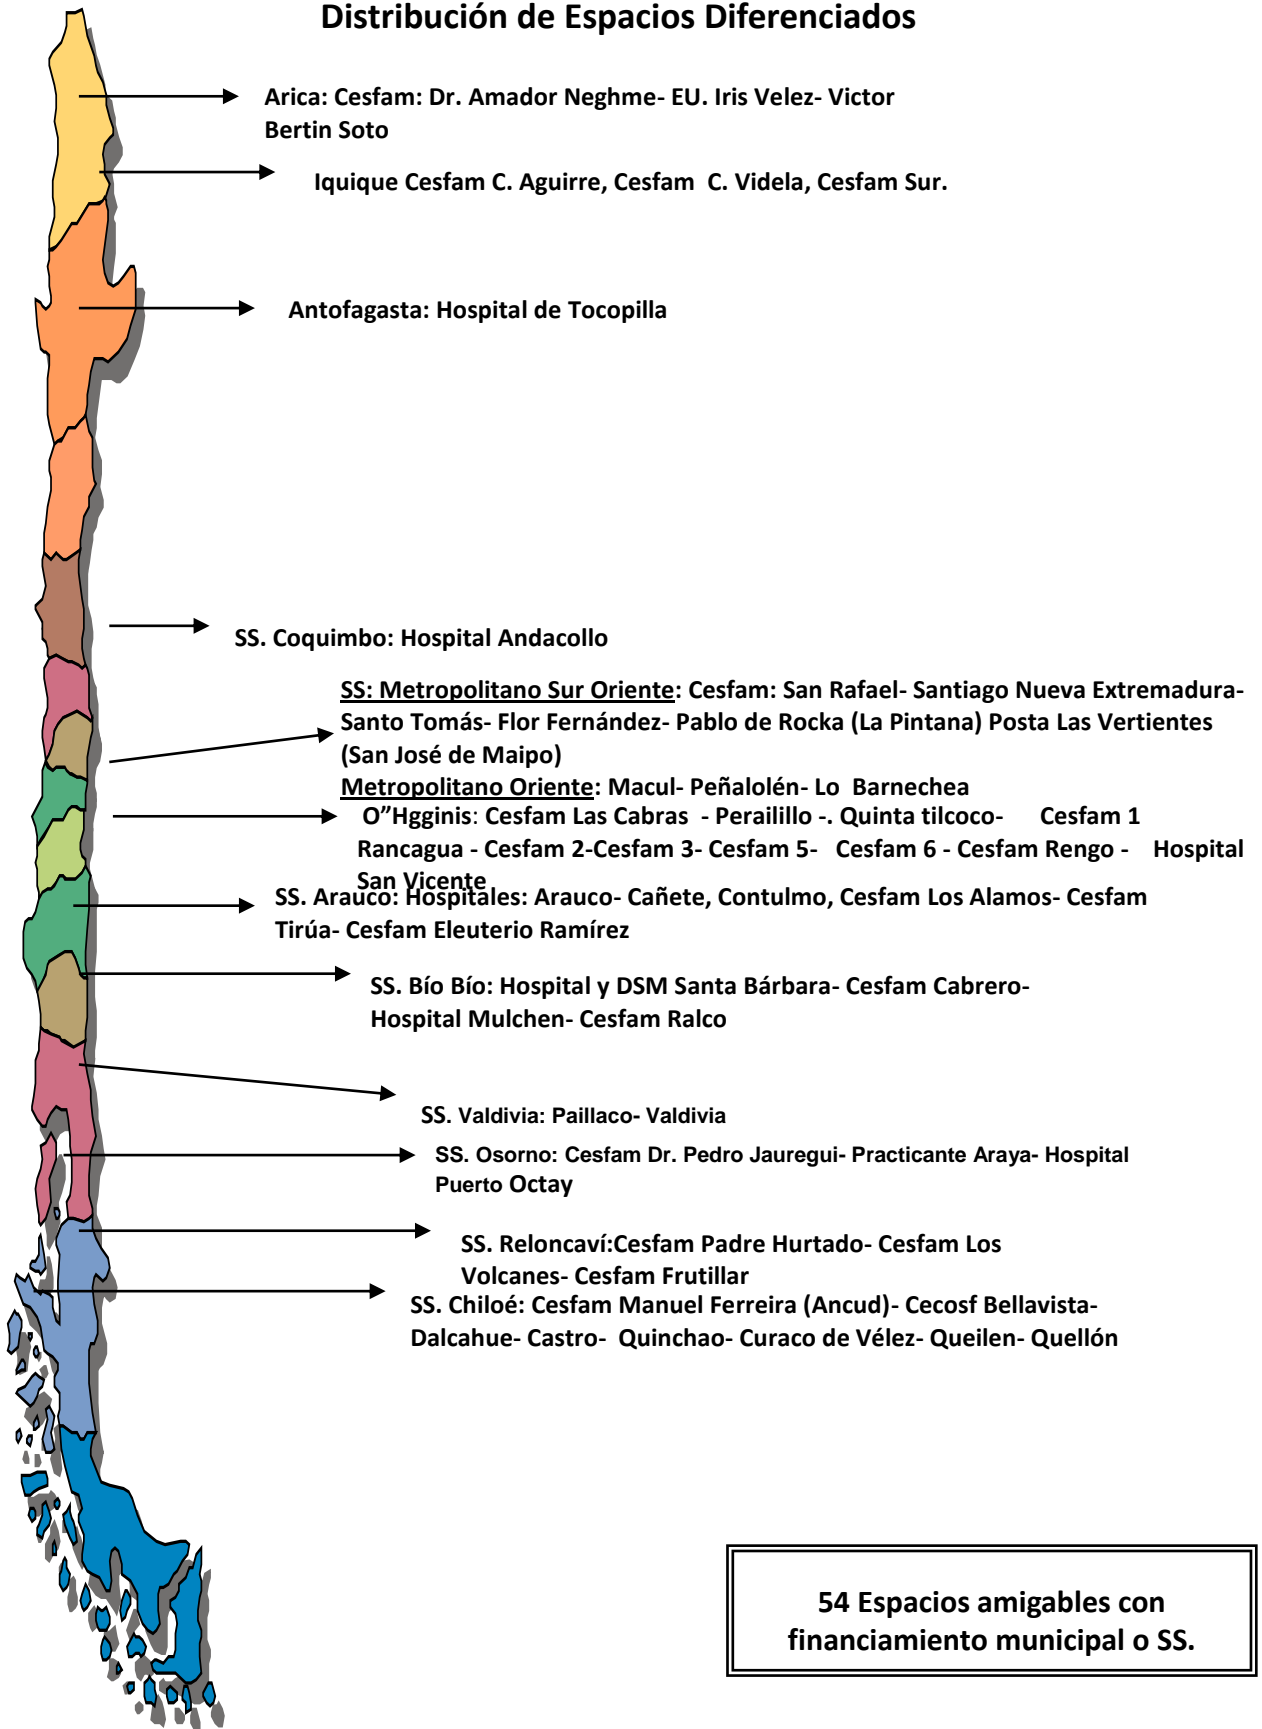 Distribución de Espacios Diferenciados
Arica: Cesfam: Dr. Amador Neghme- EU. Iris Velez- Victor
Bertin Soto
Iquique Cesfam C. Aguirre, Cesfam C. Videla, Cesfam Sur.
Antofagasta: Hospital de Tocopilla
SS. Coquimbo: Hospital Andacollo
SS: Metropolitano Sur Oriente: Cesfam: San Rafael- Santiago Nueva Extremadura-
Santo Tomás- Flor Fernández- Pablo de Rocka (La Pintana) Posta Las Vertientes
(San José de Maipo)
Metropolitano Oriente: Macul- Peñalolén- Lo Barnechea
O”Hgginis: Cesfam Las Cabras - Perailillo -. Quinta tilcoco- Cesfam 1
Rancagua - Cesfam 2-Cesfam 3- Cesfam 5- Cesfam 6 - Cesfam Rengo - Hospital
San Vicente
SS. Arauco: Hospitales: Arauco- Cañete, Contulmo, Cesfam Los Alamos- Cesfam
Tirúa- Cesfam Eleuterio Ramírez
SS. Bío Bío: Hospital y DSM Santa Bárbara- Cesfam Cabrero-
Hospital Mulchen- Cesfam Ralco
SS. Valdivia: Paillaco- Valdivia
SS. Osorno: Cesfam Dr. Pedro Jauregui- Practicante Araya- Hospital
Puerto Octay
SS. Reloncaví:Cesfam Padre Hurtado- Cesfam Los
Volcanes- Cesfam Frutillar
SS. Chiloé: Cesfam Manuel Ferreira (Ancud)- Cecosf Bellavista-
Dalcahue- Castro- Quinchao- Curaco de Vélez- Queilen- Quellón
54 Espacios amigables con
financiamiento municipal o SS.